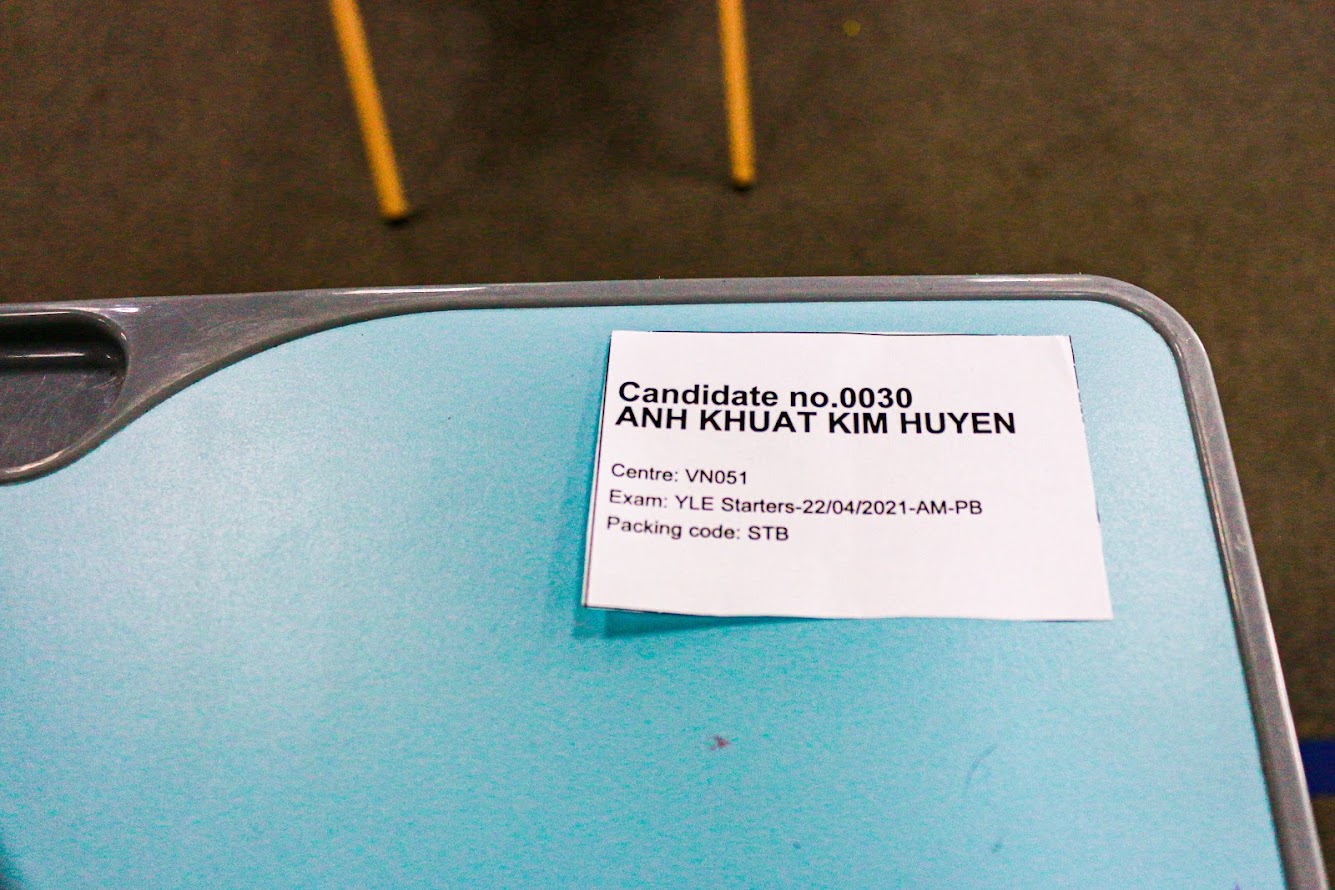 Candidate no.0030
ANH KHUAT KIM HUYEN
Centre: VN051
Exam: YLE Starters-22/04/2021-AM-PB
Packing code: STB